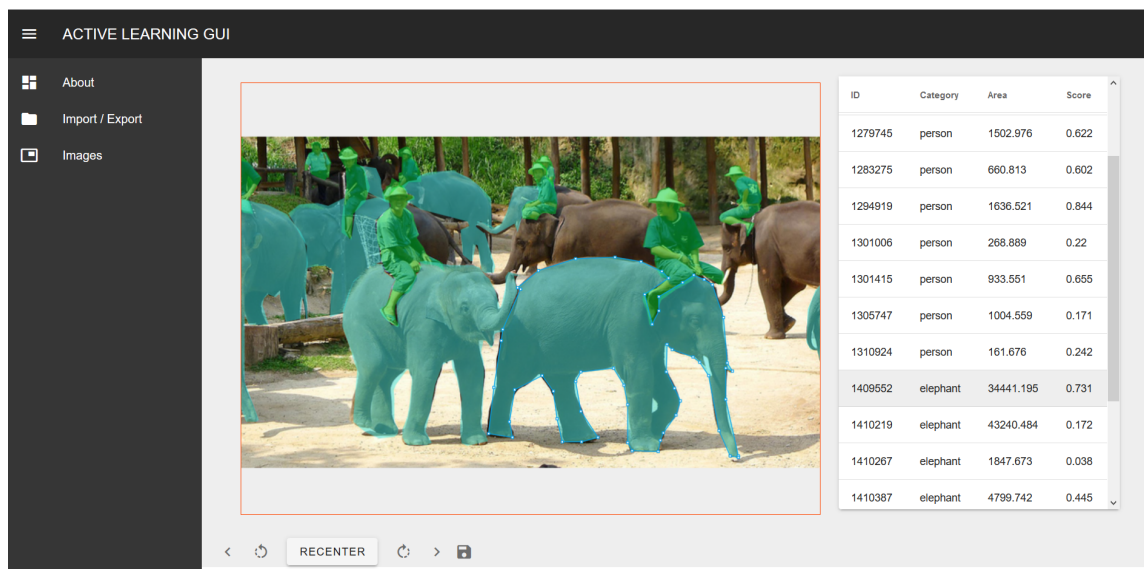 ACTIVE LEARNING GUI
About
Import / Export
Images
ID Category Area Score
1279745 person 1502.976 0.622
1283275 person 660.813 0.602
1294919 person 1636.521 0.844
1301006 person 268.889 0.22
1301415 person 933.551 0.655
1305747 person 1004.559 0.171
1310924 person 161.676 0.242
1409552 elephant 34441.195 0.731
1410219 elephant 43240.484 0.172
1410267 elephant 1847.673 0.038
1410387 elephant 4799.742 0.445
RECENTER